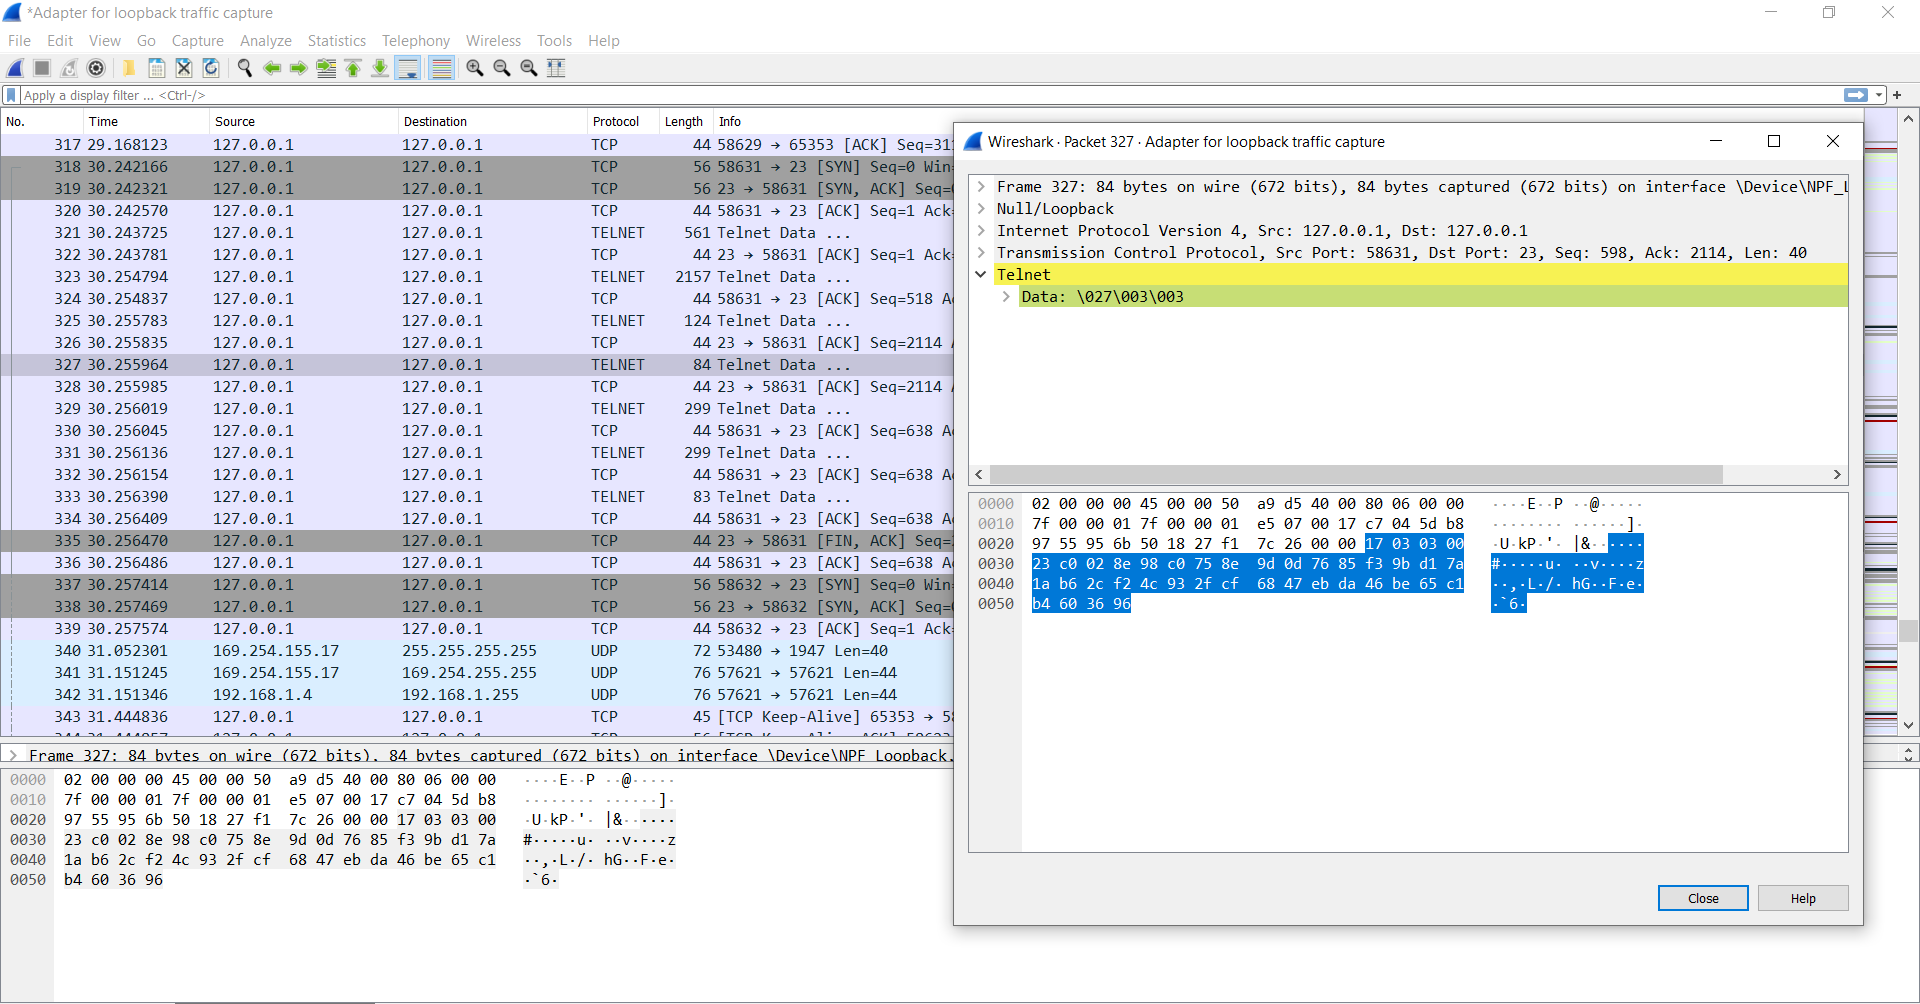 *Adapter for loopback traffic capture
File Edit View Go Capture Analyze Statistics Telephony Wireless Tools Help
Apply a display filter ... <Ctrl-/>
No. Time Source Destination Protocol Length Info
317 29.168123 127.0.0.1 127.0.0.1 TCP 44 58629 → 65353 [ACK] Seq=31
318 30.242166 127.0.0.1 127.0.0.1 TCP 56 58631 → 23 [SYN] Seq=0 Win=
319 30.242321 127.0.0.1 127.0.0.1 TCP 56 23 → 58631 [SYN, ACK] Seq=
320 30.242570 127.0.0.1 127.0.0.1 TCP 44 58631 → 23 [ACK] Seq=1 Ack=
321 30.243725 127.0.0.1 127.0.0.1 TELNET 561 Telnet Data ...
322 30.243781 127.0.0.1 127.0.0.1 TCP 44 23 → 58631 [ACK] Seq=1 Ack=
323 30.254794 127.0.0.1 127.0.0.1 TELNET 2157 Telnet Data ...
324 30.254837 127.0.0.1 127.0.0.1 TCP 44 58631 → 23 [ACK] Seq=518 A
325 30.255783 127.0.0.1 127.0.0.1 TELNET 124 Telnet Data ...
326 30.255835 127.0.0.1 127.0.0.1 TCP 44 23 → 58631 [ACK] Seq=2114
327 30.255964 127.0.0.1 127.0.0.1 TELNET 84 Telnet Data ...
328 30.255985 127.0.0.1 127.0.0.1 TCP 44 23 → 58631 [ACK] Seq=2114
329 30.256019 127.0.0.1 127.0.0.1 TELNET 299 Telnet Data ...
330 30.256045 127.0.0.1 127.0.0.1 TCP 44 58631 → 23 [ACK] Seq=638 A
331 30.256136 127.0.0.1 127.0.0.1 TELNET 299 Telnet Data ...
332 30.256154 127.0.0.1 127.0.0.1 TCP 44 58631 → 23 [ACK] Seq=638 A
333 30.256390 127.0.0.1 127.0.0.1 TELNET 83 Telnet Data ...
334 30.256409 127.0.0.1 127.0.0.1 TCP 44 58631 → 23 [ACK] Seq=638 A
335 30.256470 127.0.0.1 127.0.0.1 TCP 44 23 → 58631 [FIN, ACK] Seq=
336 30.256486 127.0.0.1 127.0.0.1 TCP 44 58631 → 23 [ACK] Seq=638 A
337 30.257414 127.0.0.1 127.0.0.1 TCP 56 58632 → 23 [SYN] Seq=0 Win=
338 30.257469 127.0.0.1 127.0.0.1 TCP 56 23 → 58632 [SYN, ACK] Seq=
339 30.257574 127.0.0.1 127.0.0.1 TCP 44 58632 → 23 [ACK] Seq=1 Ack=
340 31.052301 169.254.155.17 255.255.255.255 UDP 72 53480 → 1947 Len=40
341 31.151245 169.254.155.17 169.254.255.255 UDP 76 57621 → 57621 Len=44
342 31.151346 192.168.1.4 192.168.1.255 UDP 76 57621 → 57621 Len=44
343 31.444836 127.0.0.1 127.0.0.1 TCP 45 [TCP Keep-Alive] 65353 → 5
Frame 327: 84 bytes on wire (672 bits), 84 bytes captured (672 bits) on interface \Device\NPF_Loopback,
0000 02 00 00 00 45 00 00 50 a9 d5 40 00 80 06 00 00 ····E··P ··@·····
0010 7f 00 00 01 7f 00 00 01 e5 07 00 17 c7 04 5d b8 ········ ······]·
0020 97 55 95 6b 50 18 27 f1 7c 26 00 00 17 03 03 00 ·U·kP·'· |&······
0030 23 c0 02 8e 98 c0 75 8e 9d 0d 76 85 f3 9b d1 7a #·····u· ··v····z
0040 1a b6 2c f2 4c 93 2f cf 68 47 eb da 46 be 65 c1 ··,·L·/· hG··F·e·
0050 b4 60 36 96 ·`6·
Wireshark · Packet 327 · Adapter for loopback traffic capture
Frame 327: 84 bytes on wire (672 bits), 84 bytes captured (672 bits) on interface \Device\NPF_L
Null/Loopback
Internet Protocol Version 4, Src: 127.0.0.1, Dst: 127.0.0.1
Transmission Control Protocol, Src Port: 58631, Dst Port: 23, Seq: 598, Ack: 2114, Len: 40
Telnet
Data: \027\003\003
0000 02 00 00 00 45 00 00 50 a9 d5 40 00 80 06 00 00 ····E··P ··@·····
0010 7f 00 00 01 7f 00 00 01 e5 07 00 17 c7 04 5d b8 ········ ······]·
0020 97 55 95 6b 50 18 27 f1 7c 26 00 00 17 03 03 00 ·U·kP·'· |&······
0030 23 c0 02 8e 98 c0 75 8e 9d 0d 76 85 f3 9b d1 7a #·····u· ··v····z
0040 1a b6 2c f2 4c 93 2f cf 68 47 eb da 46 be 65 c1 ··,·L·/· hG··F·e·
0050 b4 60 36 96 ·`6·
Close Help